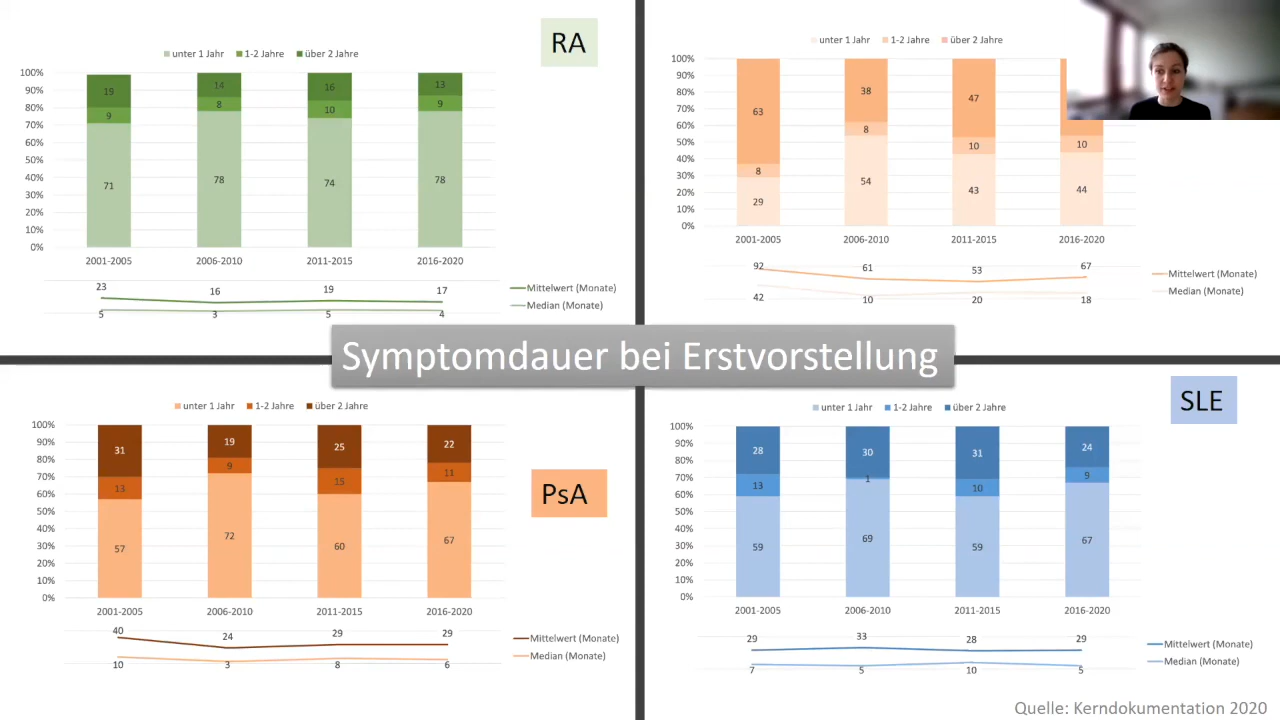 RA
unter 1 Jahr 1-2 Jahre über 2 Jahre
100%
90%
80%
70%
60%
50%
40%
30%
20%
10%
0%
19 14 16 13
9 8 10 9
71 78 74 78
2001-2005 2006-2010 2011-2015 2016-2020
23 16 19 17
5 3 5 4
Mittelwert (Monate)
Median (Monate)
unter 1 Jahr 1-2 Jahre über 2 Jahre
100%
90%
80%
70%
60%
50%
40%
30%
20%
10%
0%
63 38 47
8 8 10 10
29 54 43 44
2001-2005 2006-2010 2011-2015 2016-2020
92 61 53 67
42 10 20 18
Mittelwert (Monate)
Median (Monate)
Symptomdauer bei Erstvorstellung
unter 1 Jahr 1-2 Jahre über 2 Jahre
100%
90%
80%
70%
60%
50%
40%
30%
20%
10%
0%
31 19 25 22
13 9 15 11
57 72 60 67
2001-2005 2006-2010 2011-2015 2016-2020
PsA
40 24 29 29
10 3 8 6
Mittelwert (Monate)
Median (Monate)
SLE
unter 1 Jahr 1-2 Jahre über 2 Jahre
100%
90%
80%
70%
60%
50%
40%
30%
20%
10%
0%
28 30 31 24
13 1 10 9
59 69 59 67
2001-2005 2006-2010 2011-2015 2016-2020
29 33 28 29
7 5 10 5
Mittelwert (Monate)
Median (Monate)
Quelle: Kerndokumentation 2020